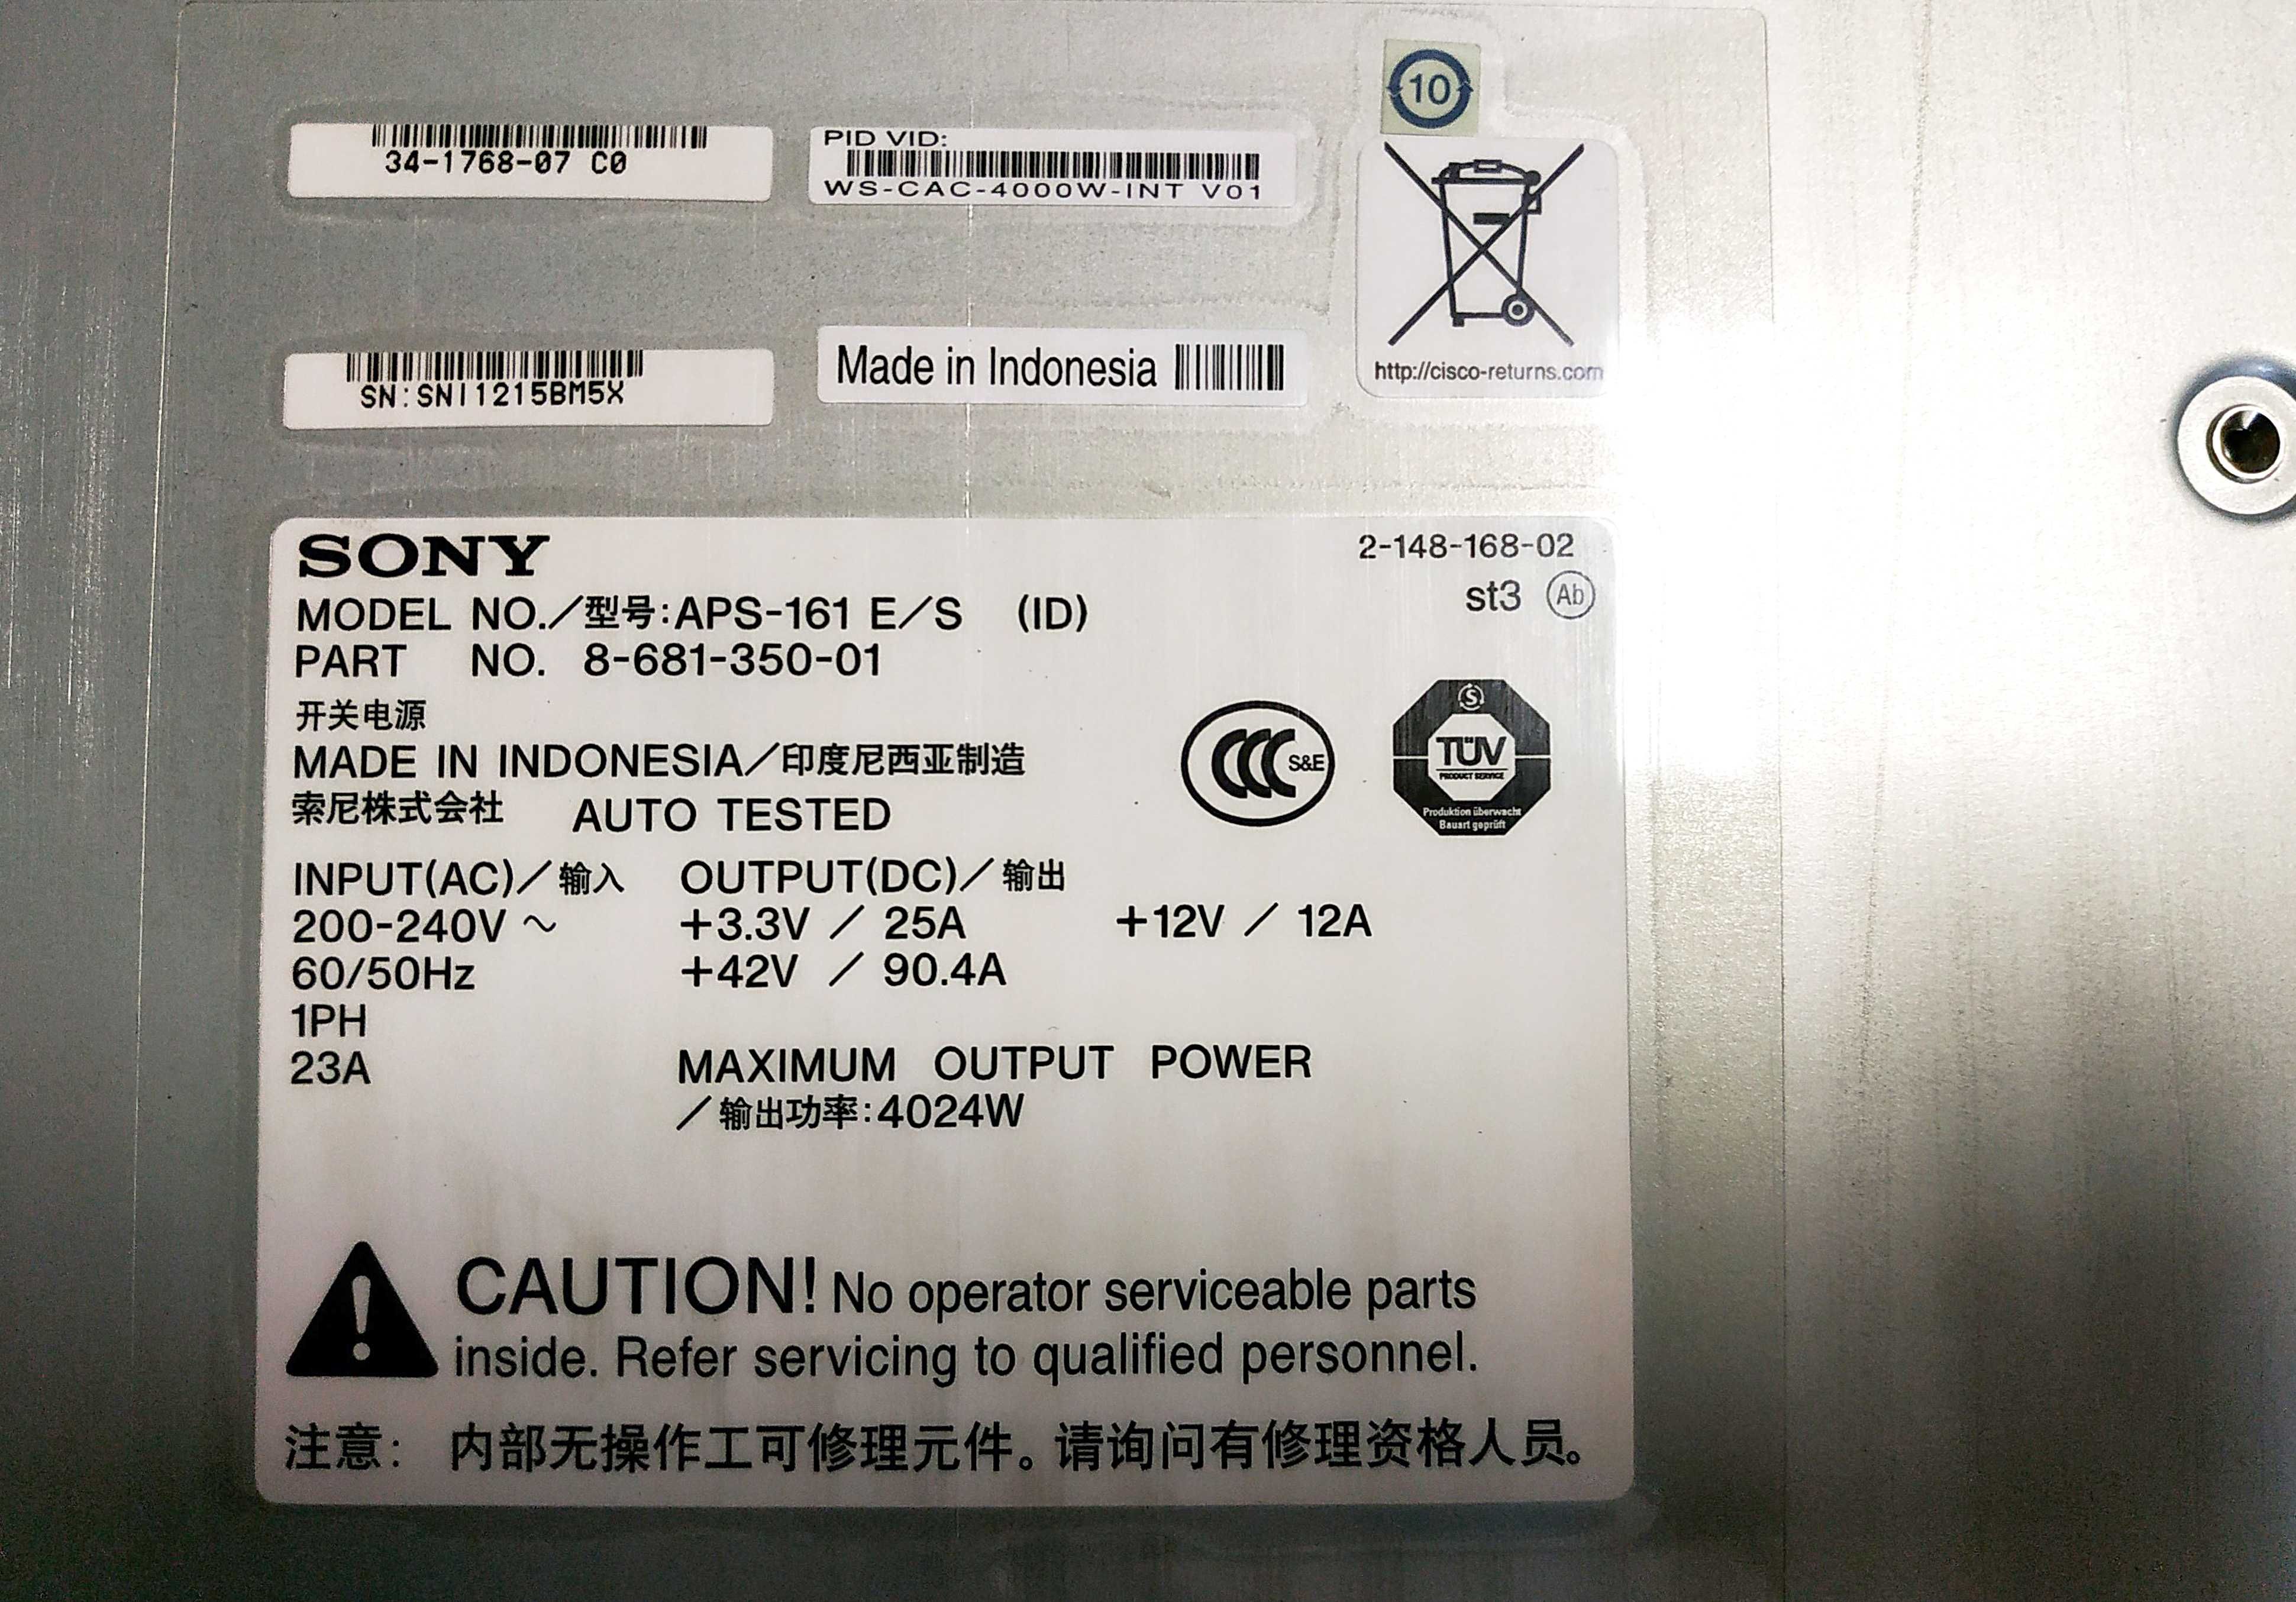 10
34-1768-07 C0
PID VID:
WS-CAC-4000W-INT V01
http://cisco-returns.com
SN:SNI1215BM5X
Made in Indonesia
SONY
2-148-168-02
MODEL NO./型号:APS-161 E/S (ID)
st3 Ab
PART NO. 8-681-350-01
开关电源
MADE IN INDONESIA/印度尼西亚制造
索尼株式会社 AUTO TESTED
CCC S&E
S
TÜV
PRODUCT SERVICE
Produktion überwacht
Bauart geprüft
INPUT(AC)/输入 OUTPUT(DC)/输出
200-240V ~ +3.3V / 25A +12V / 12A
60/50Hz +42V / 90.4A
1PH
23A MAXIMUM OUTPUT POWER
/输出功率:4024W
CAUTION! No operator serviceable parts
inside. Refer servicing to qualified personnel.
注意: 内部无操作工可修理元件。请询问有修理资格人员。